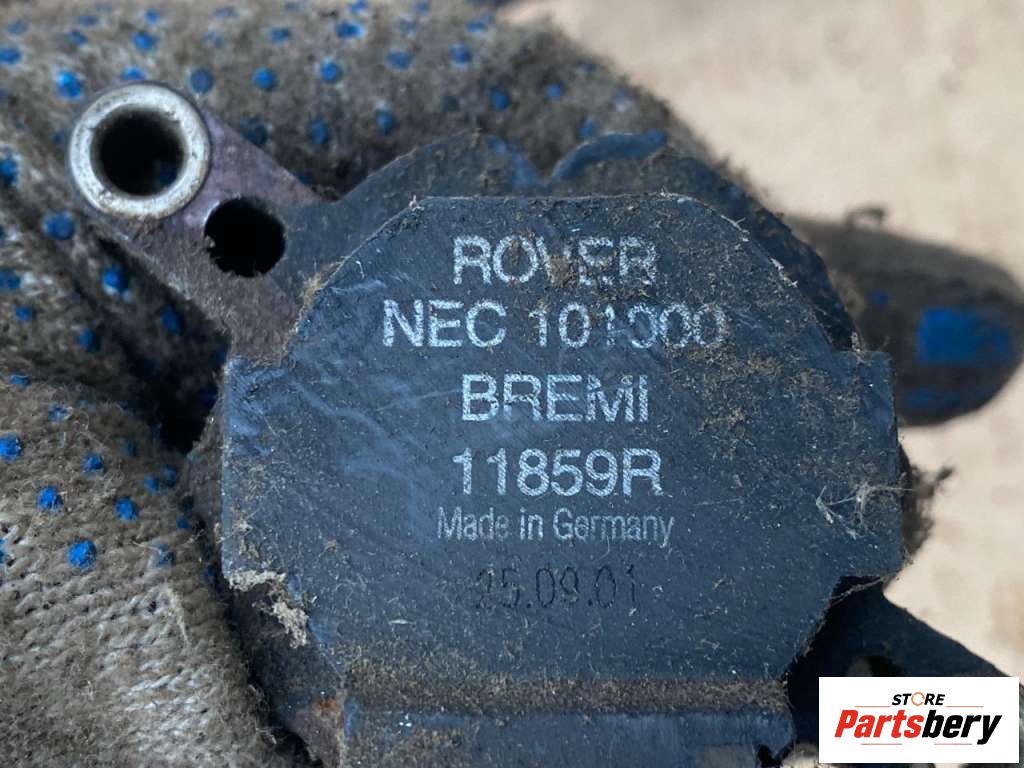 ROVER
NEC 101000
BREMI
11859R
Made in Germany
25.09.01
STORE
Partsbery